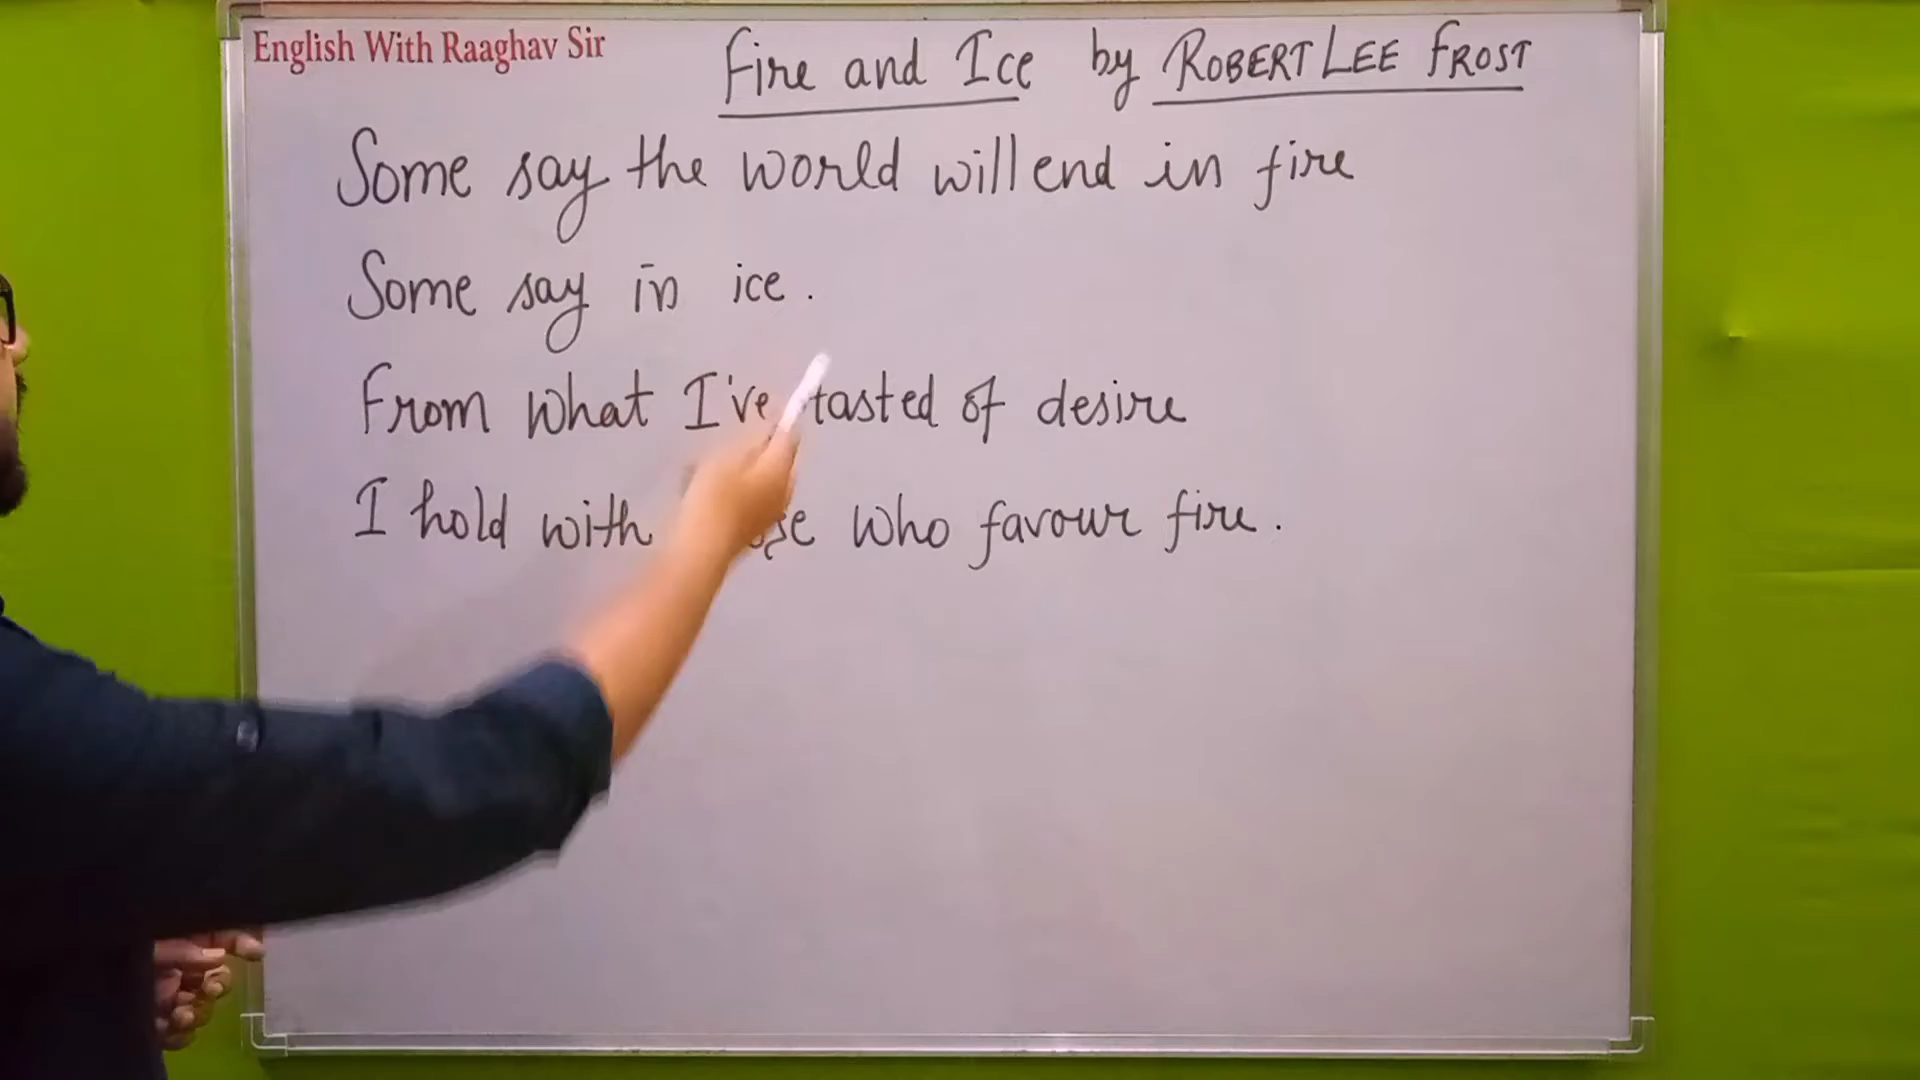 English With Raaghav Sir
Fire and Ice by ROBERT LEE FROST
Some say the world will end in fire
Some say in ice.
From what I've tasted of desire
I hold with who favour fire.